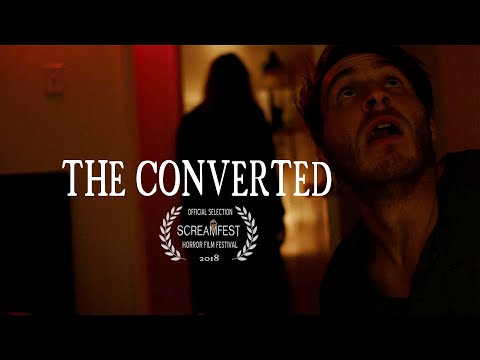 THE CONVERTED
OFFICIAL SELECTION
SCREAMFEST
HORROR FILM FESTIVAL
2018